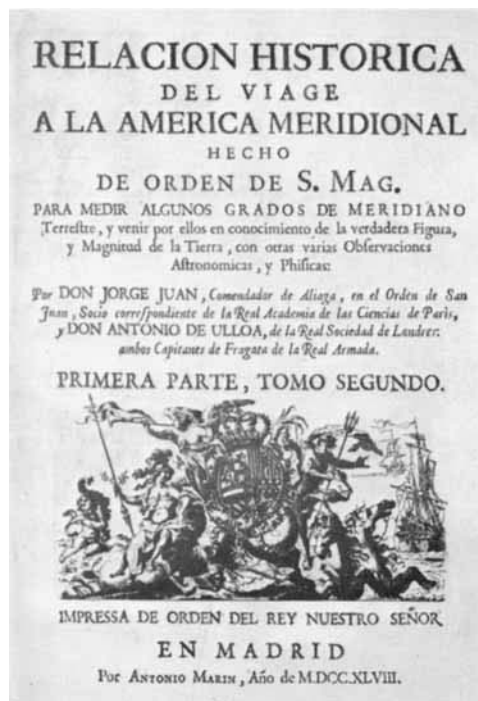 RELACION HISTORICA
DEL VIAGE
A LA AMERICA MERIDIONAL
HECHO
DE ORDEN DE S. MAG.
PARA MEDIR ALGUNOS GRADOS DE MERIDIANO
Terrestre, y venir por ellos en conocimiento de la verdadera Figura,
y Magnitud de la Tierra, con otras varias Observaciones
Astronomicas, y Phisicas:
Por DON JORGE JUAN, Comendador de Aliaga, en el Orden de San
Juan, Socio correspondiente de la Real Academia de las Ciencias de Paris,
y DON ANTONIO DE ULLOA, de la Real Sociedad de Londres:
ambos Capitanes de Fragata de la Real Armada.
PRIMERA PARTE, TOMO SEGUNDO.
IMPRESSA DE ORDEN DEL REY NUESTRO SEÑOR
EN MADRID
Por ANTONIO MARIN, Año de M.DCC.XLVIII.